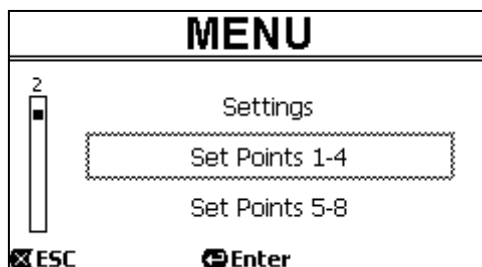 MENU
2
Settings
Set Points 1-4
Set Points 5-8
ESC Enter